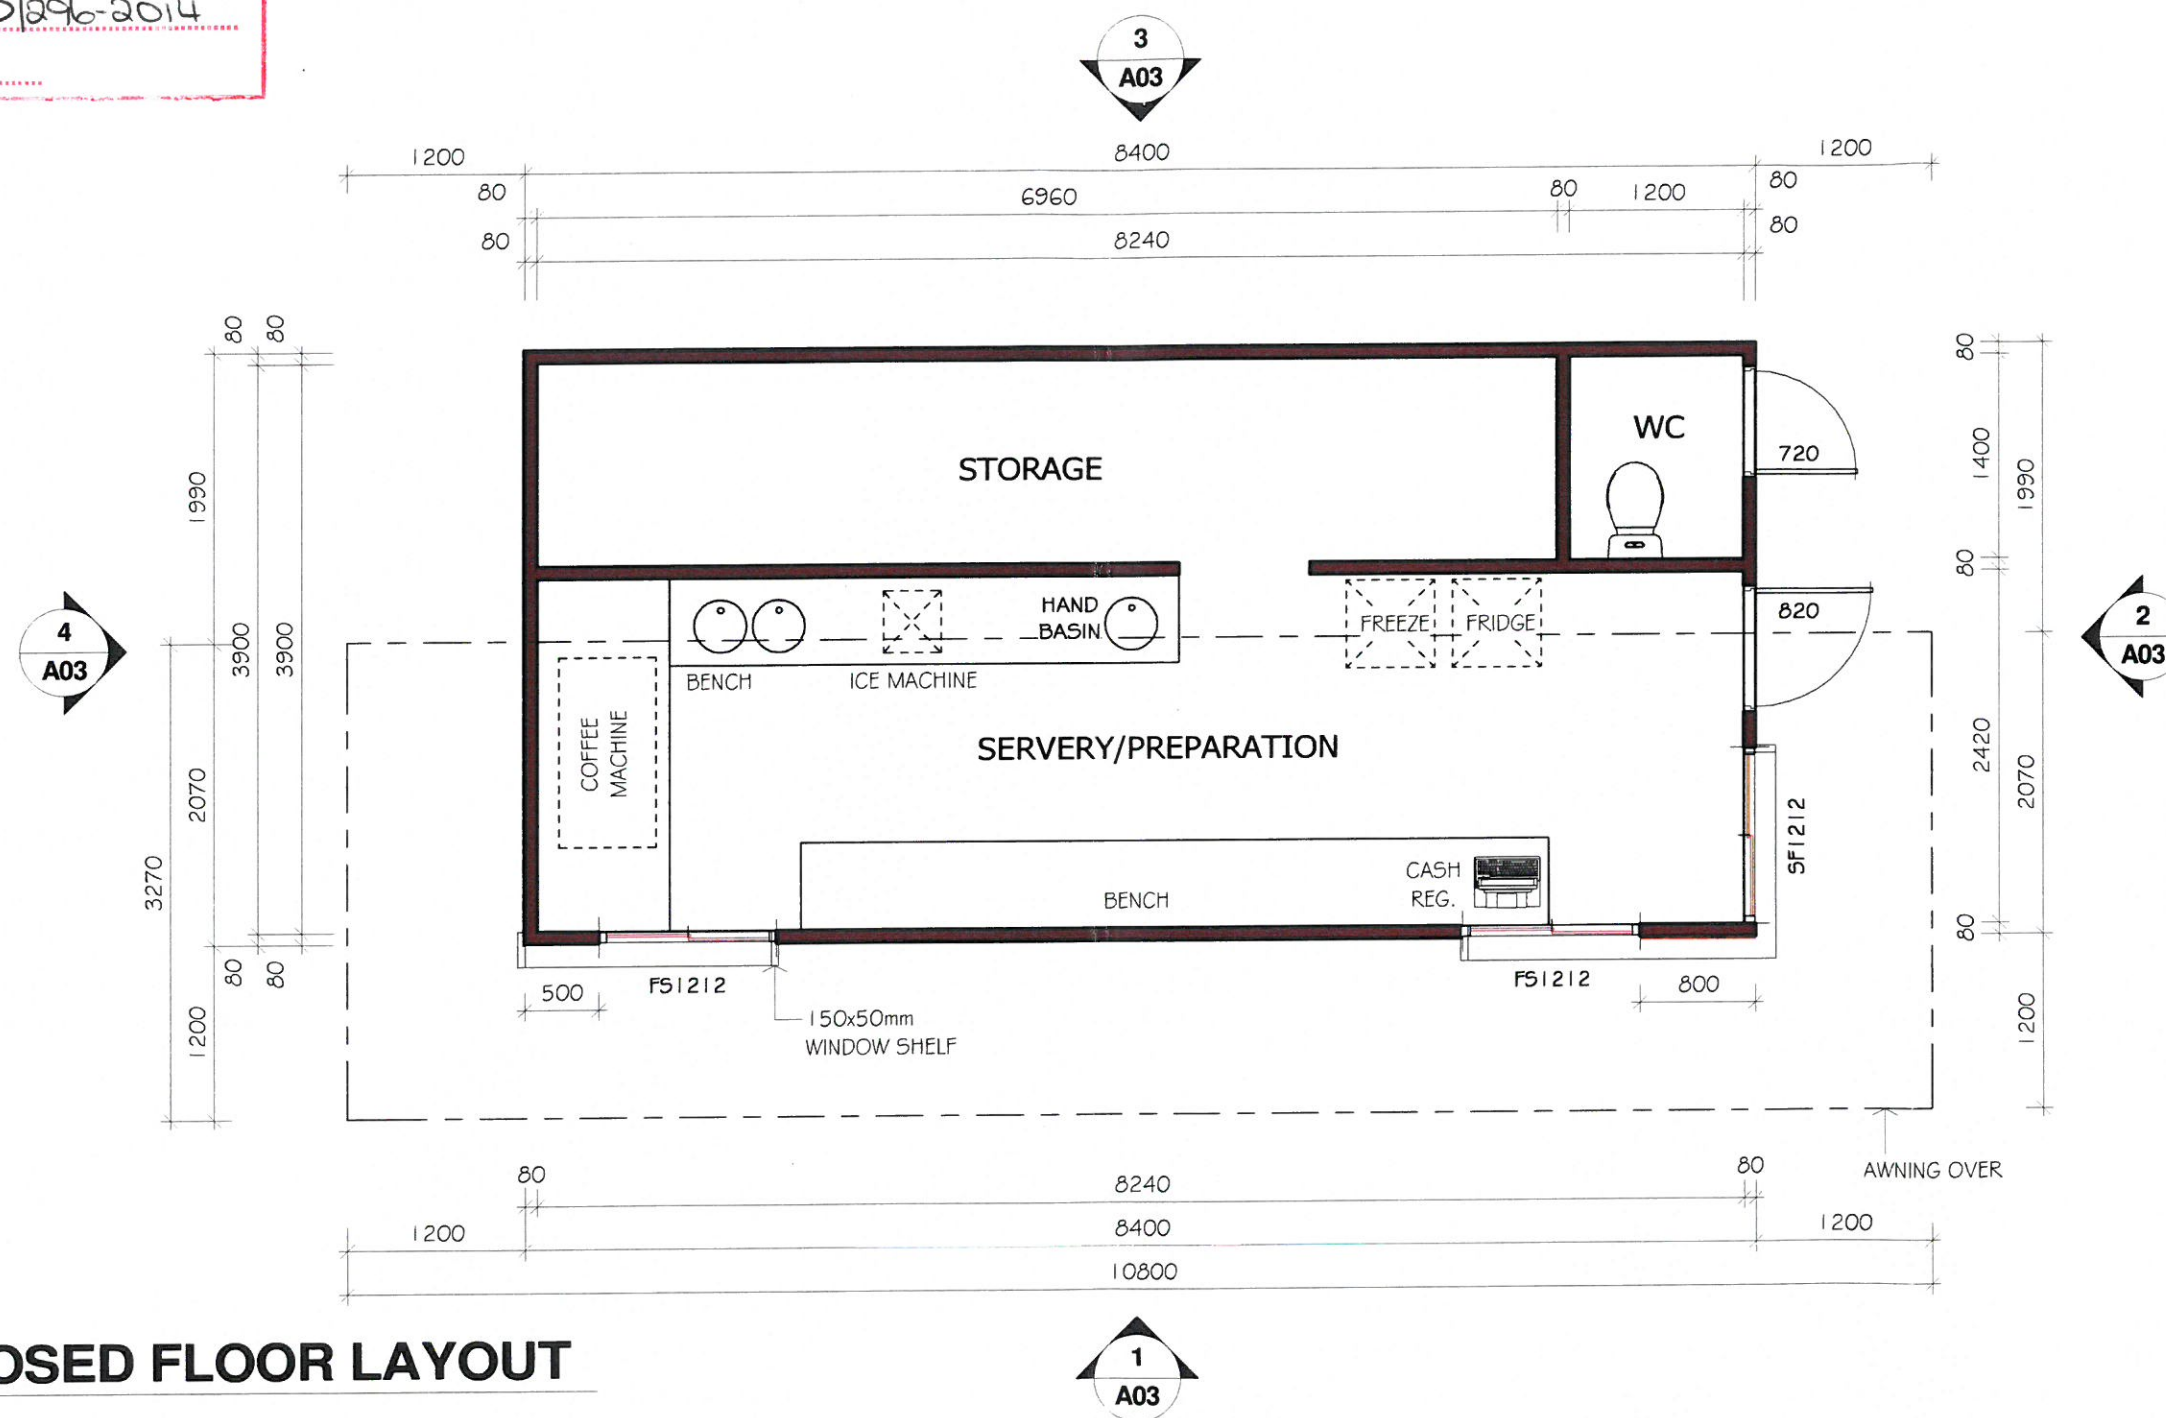 296-2014
3
A03
1200
8400
1200
80
6960
80
1200
80
80
8240
80
80
80
80
1990
3900
3900
2070
3270
80
80
1200
80
1400
1990
80
2420
2070
80
1200
STORAGE
WC
720
820
4
A03
2
A03
HAND
BASIN
FREEZE
FRIDGE
BENCH
ICE MACHINE
COFFEE
MACHINE
SERVERY/PREPARATION
SF1212
CASH
REG.
BENCH
FS1212
FS1212
500
800
150x50mm
WINDOW SHELF
AWNING OVER
80
8240
80
1200
8400
1200
10800
OSED FLOOR LAYOUT
1
A03